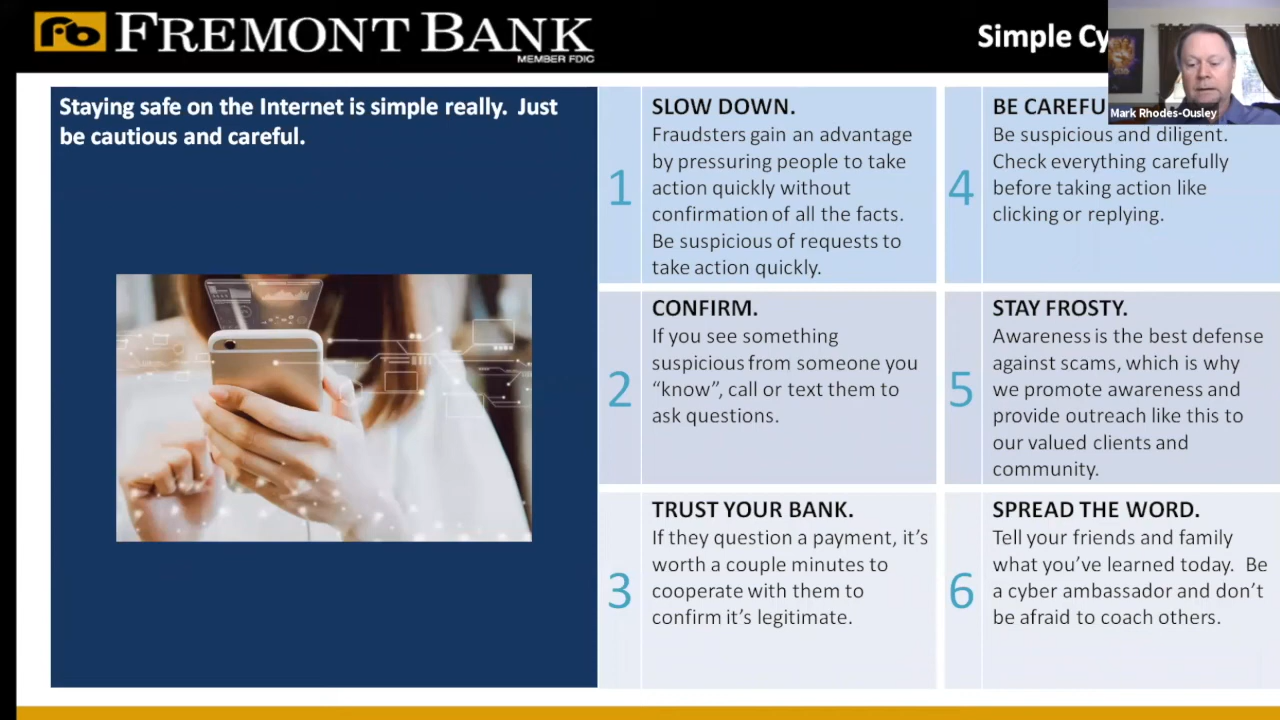 fb FREMONT BANK
MEMBER FDIC
Simple Cy
Mark Rhodes-Ousley
Staying safe on the Internet is simple really.  Just
be cautious and careful.
1
SLOW DOWN.
Fraudsters gain an advantage
by pressuring people to take
action quickly without
confirmation of all the facts.
Be suspicious of requests to
take action quickly.
2
CONFIRM.
If you see something
suspicious from someone you
“know”, call or text them to
ask questions.
3
TRUST YOUR BANK.
If they question a payment, it’s
worth a couple minutes to
cooperate with them to
confirm it’s legitimate.
4
BE CAREFU
Be suspicious and diligent.
Check everything carefully
before taking action like
clicking or replying.
5
STAY FROSTY.
Awareness is the best defense
against scams, which is why
we promote awareness and
provide outreach like this to
our valued clients and
community.
6
SPREAD THE WORD.
Tell your friends and family
what you’ve learned today.  Be
a cyber ambassador and don’t
be afraid to coach others.